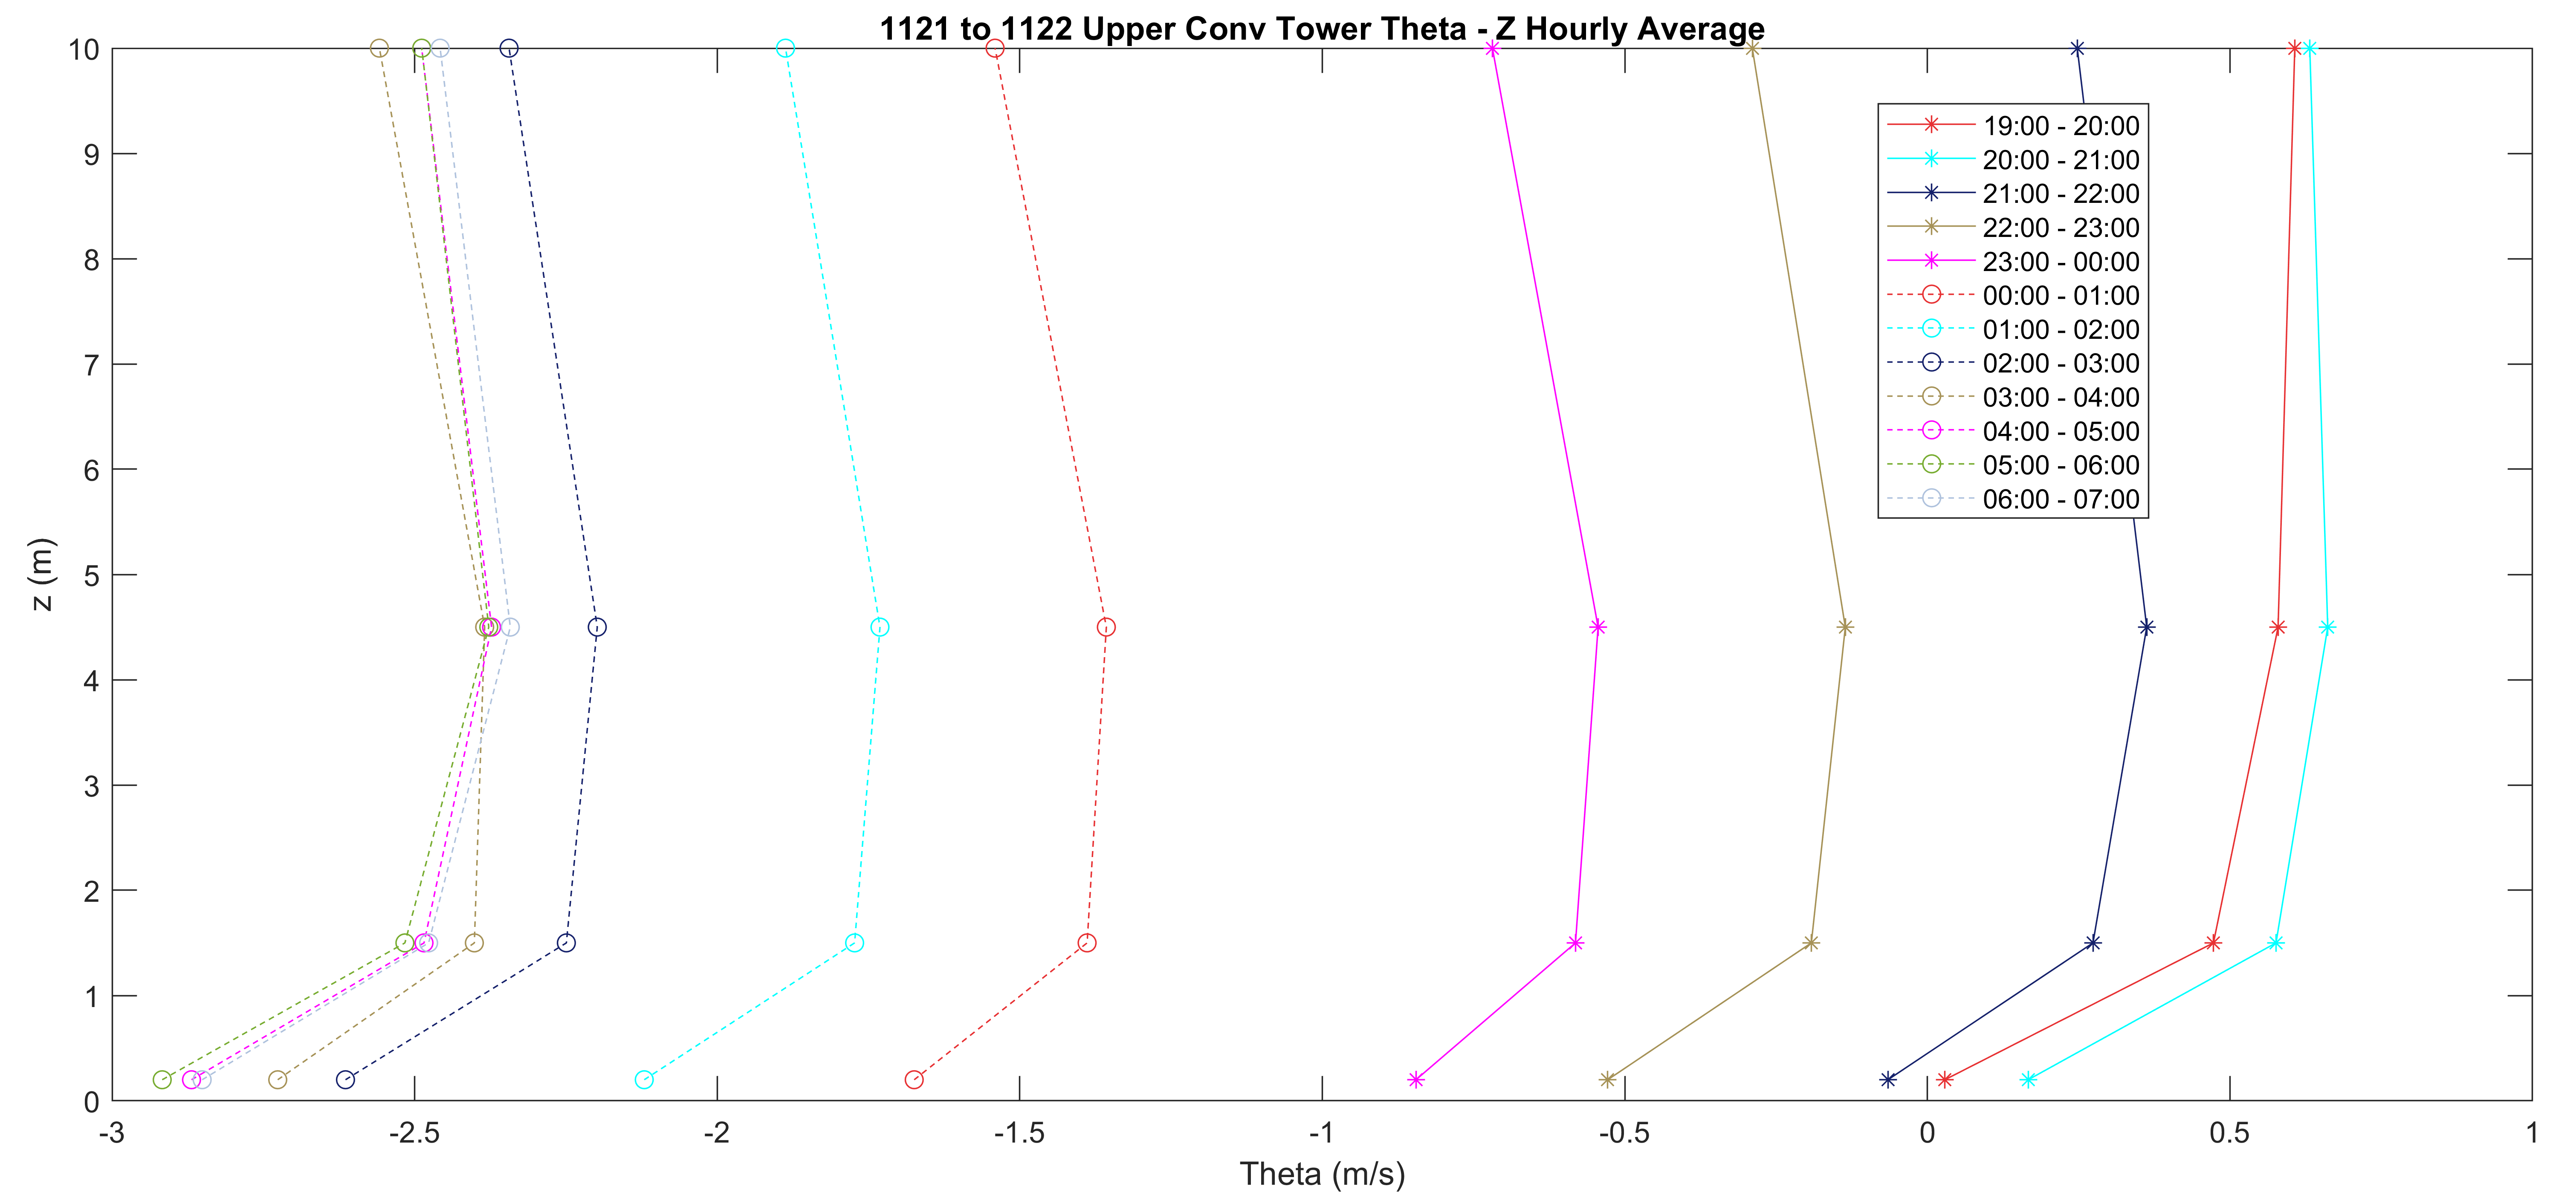 1121 to 1122 Upper Conv Tower Theta - Z Hourly Average
10
9
8
7
6
5
4
3
2
1
0
z (m)
19:00 - 20:00
20:00 - 21:00
21:00 - 22:00
22:00 - 23:00
23:00 - 00:00
00:00 - 01:00
01:00 - 02:00
02:00 - 03:00
03:00 - 04:00
04:00 - 05:00
05:00 - 06:00
06:00 - 07:00
-3 -2.5 -2 -1.5 -1 -0.5 0 0.5 1
Theta (m/s)